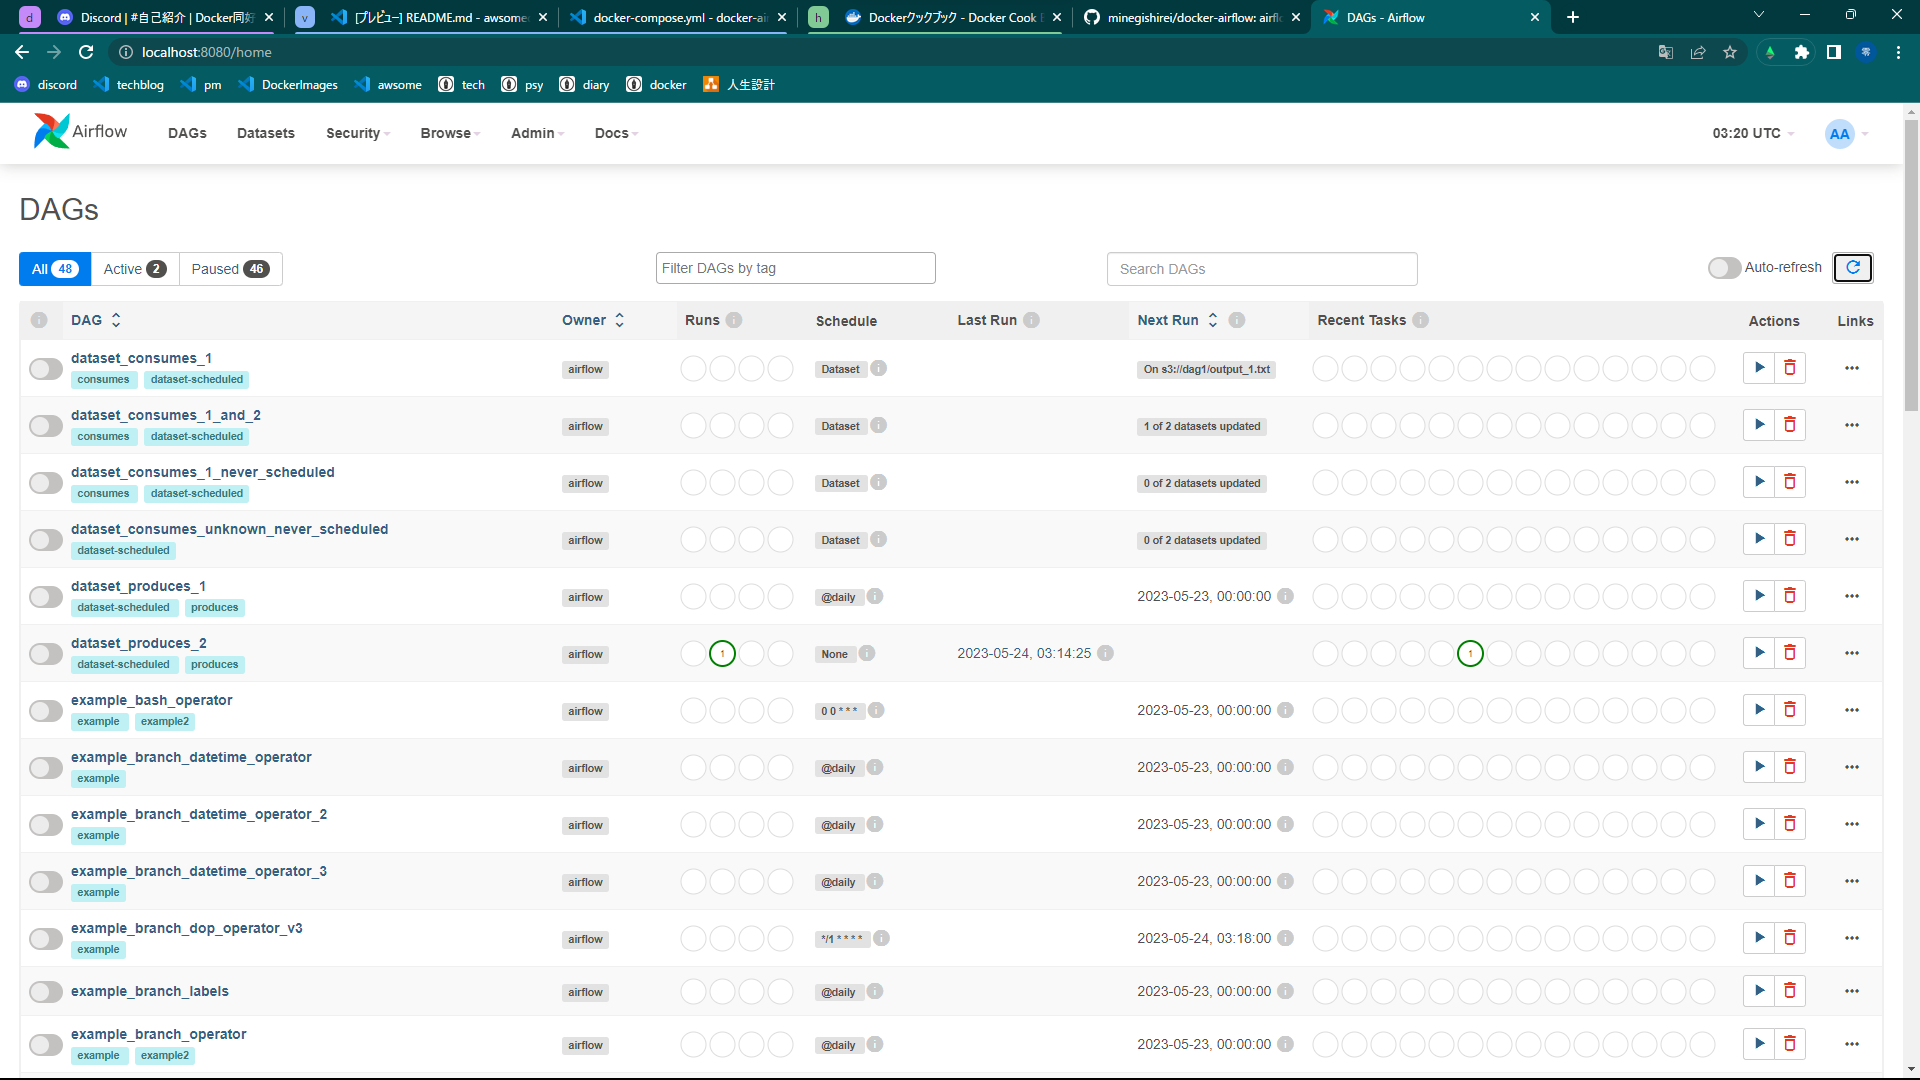 d Discord | #自己紹介 | Docker同好 v [プレビュー] README.md - awsome docker-compose.yml - docker-ai h Dockerクックブック - Docker Cook minegishirei/docker-airflow: airfl DAGs - Airflow
localhost:8080/home
discord techblog pm DockerImages awsome tech psy diary docker 人生設計
Airflow DAGs Datasets Security Browse Admin Docs 03:20 UTC AA
DAGs
All 48 Active 2 Paused 46 Filter DAGs by tag Search DAGs Auto-refresh
DAG Owner Runs Schedule Last Run Next Run Recent Tasks Actions Links
dataset_consumes_1
consumes dataset-scheduled airflow Dataset On s3://dag1/output_1.txt
dataset_consumes_1_and_2
consumes dataset-scheduled airflow Dataset 1 of 2 datasets updated
dataset_consumes_1_never_scheduled
consumes dataset-scheduled airflow Dataset 0 of 2 datasets updated
dataset_consumes_unknown_never_scheduled
dataset-scheduled airflow Dataset 0 of 2 datasets updated
dataset_produces_1
dataset-scheduled produces airflow @daily 2023-05-23, 00:00:00
dataset_produces_2
dataset-scheduled produces airflow 1 None 2023-05-24, 03:14:25 1
example_bash_operator
example example2 airflow 0 0 * * * 2023-05-23, 00:00:00
example_branch_datetime_operator
example airflow @daily 2023-05-23, 00:00:00
example_branch_datetime_operator_2
example airflow @daily 2023-05-23, 00:00:00
example_branch_datetime_operator_3
example airflow @daily 2023-05-23, 00:00:00
example_branch_dop_operator_v3
example airflow */1 * * * * 2023-05-24, 03:18:00
example_branch_labels airflow @daily 2023-05-23, 00:00:00
example_branch_operator
example example2 airflow @daily 2023-05-23, 00:00:00